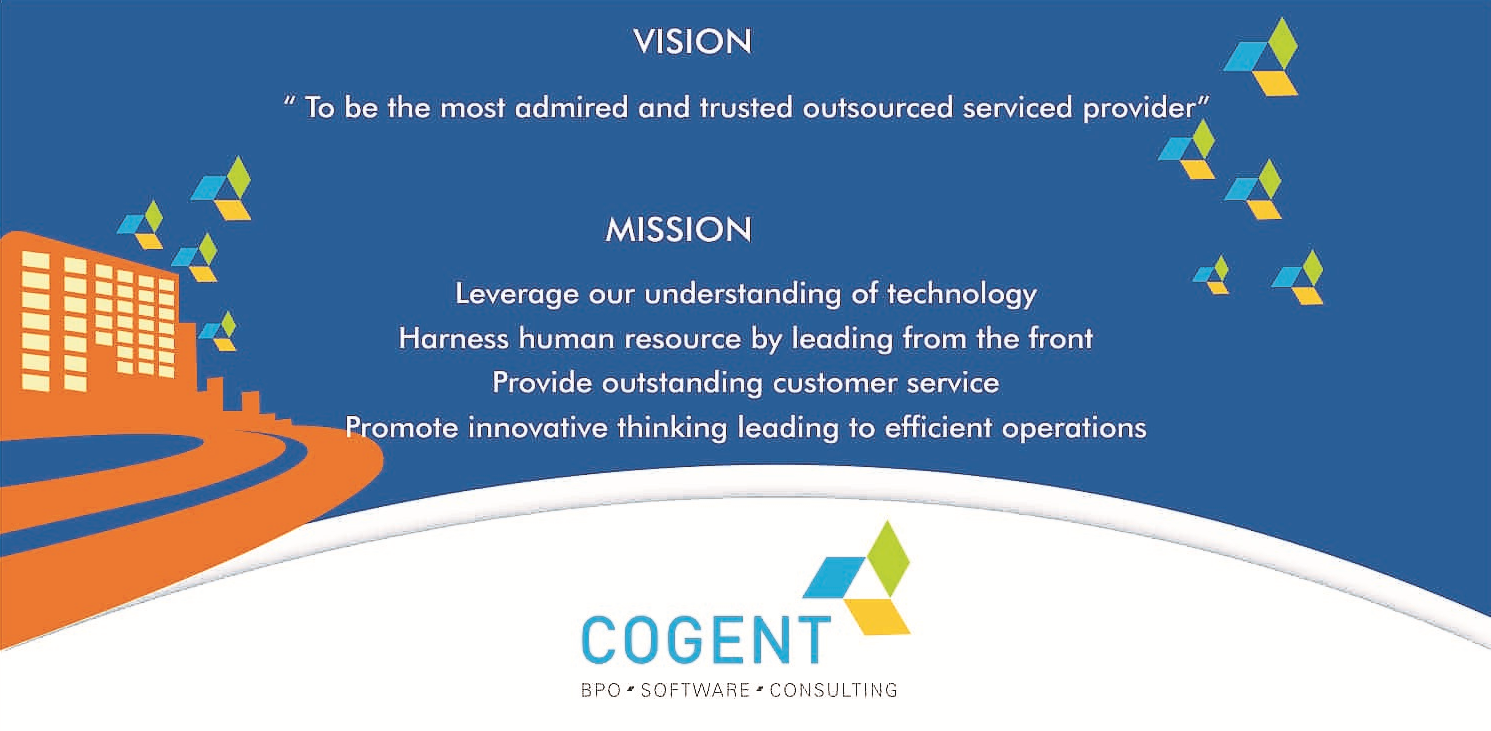 VISION
“ To be the most admired and trusted outsourced serviced provider”
MISSION
Leverage our understanding of technology
Harness human resource by leading from the front
Provide outstanding customer service
Promote innovative thinking leading to efficient operations
COGENT
BPO ▪ SOFTWARE ▪ CONSULTING